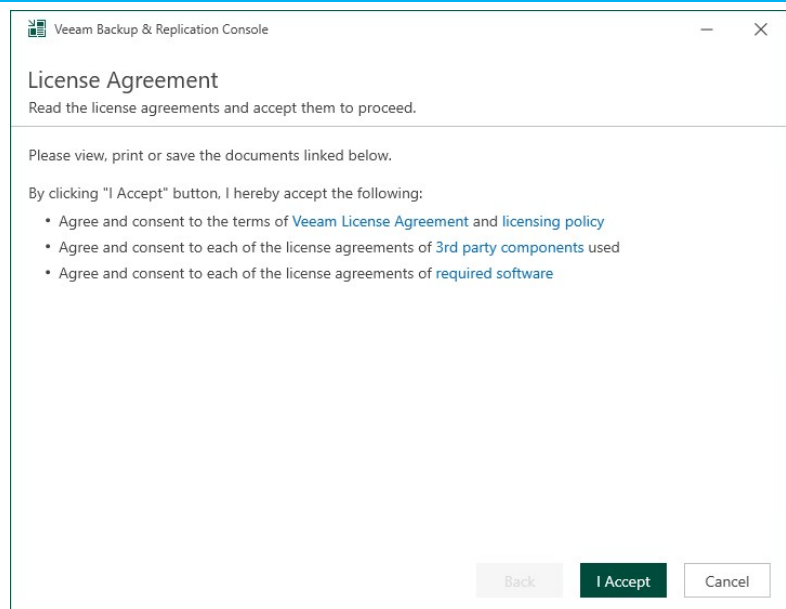 Veeam Backup & Replication Console
License Agreement
Read the license agreements and accept them to proceed.
Please view, print or save the documents linked below.
By clicking "I Accept" button, I hereby accept the following:
• Agree and consent to the terms of Veeam License Agreement and licensing policy
• Agree and consent to each of the license agreements of 3rd party components used
• Agree and consent to each of the license agreements of required software
Back I Accept Cancel